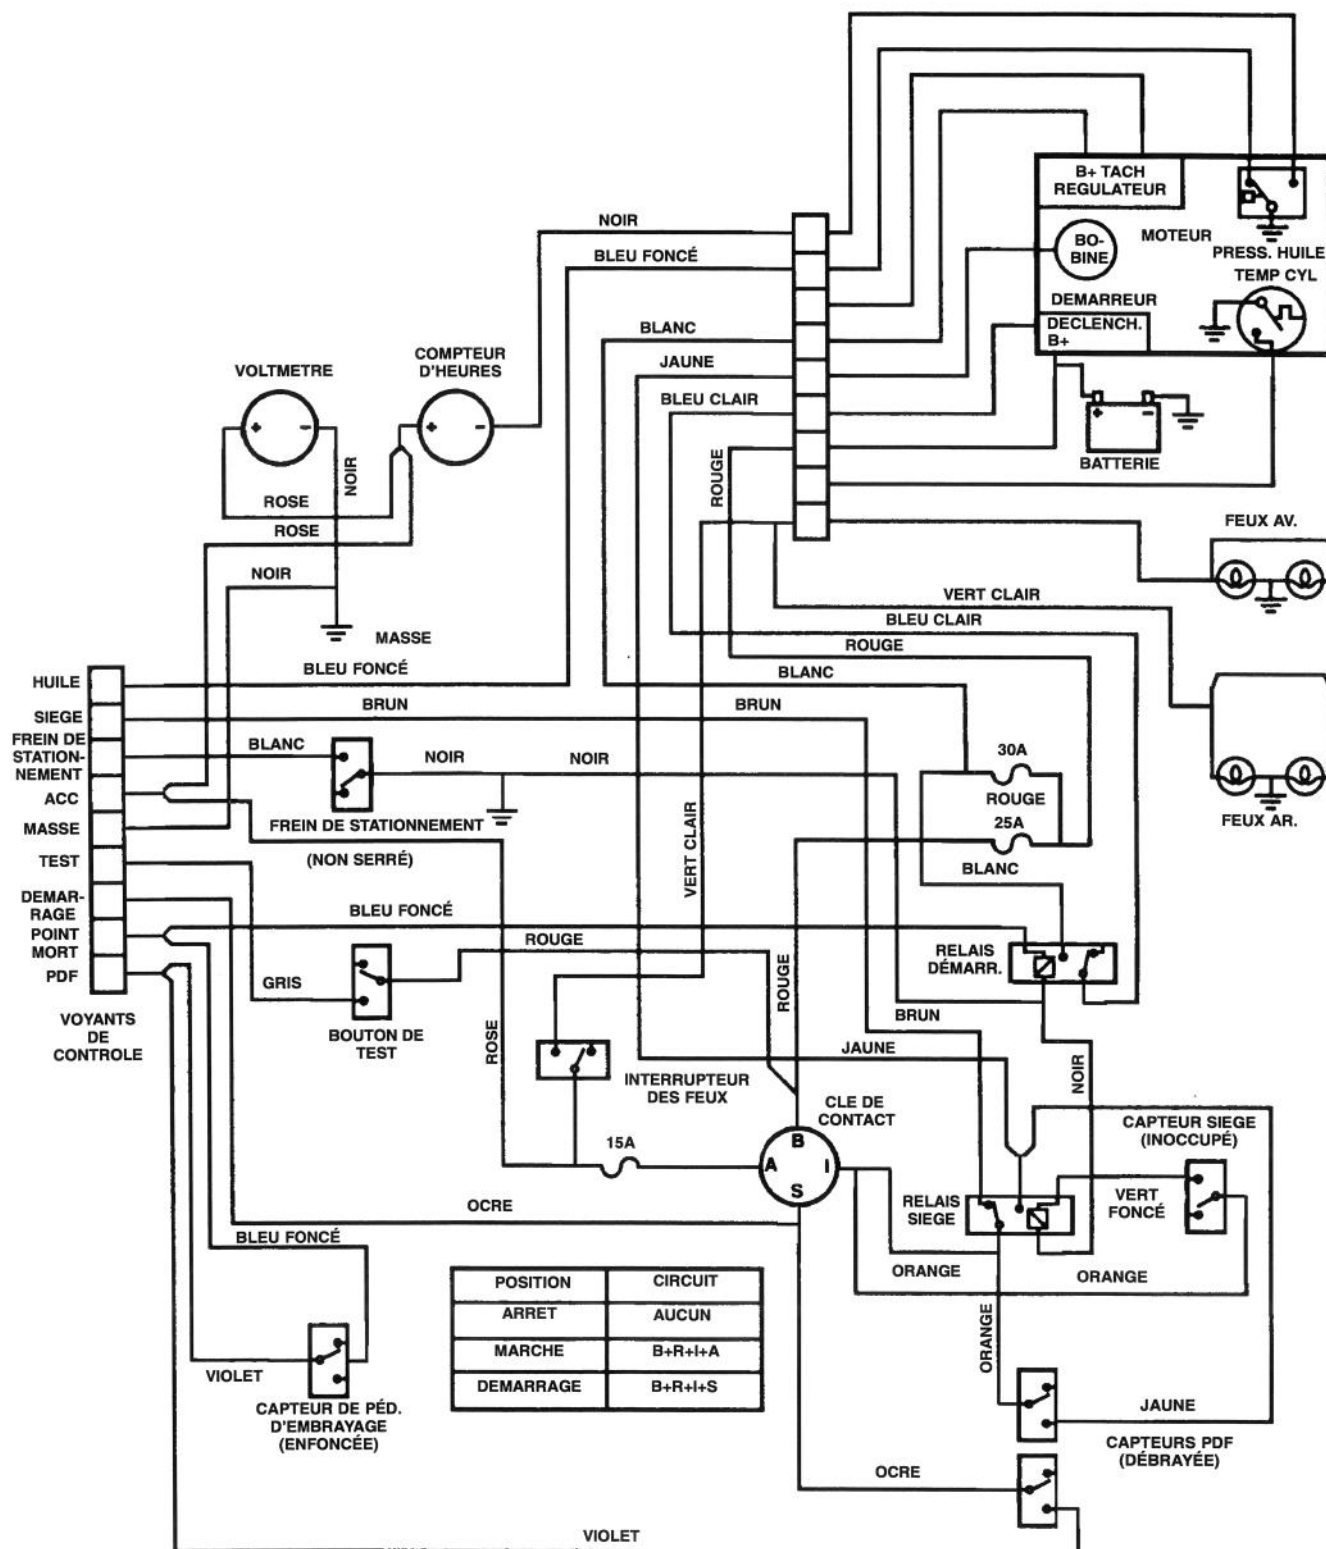 B+ TACH
REGULATEUR
BO-
BINE
MOTEUR
PRESS. HUILE
TEMP CYL
DEMARREUR
DECLENCH.
B+
+ -
BATTERIE
NOIR
BLEU FONCÉ
BLANC
JAUNE
BLEU CLAIR
ROUGE
VOLTMETRE
+ -
COMPTEUR
D'HEURES
+ -
NOIR
ROSE
ROSE
NOIR
MASSE
FEUX AV.
VERT CLAIR
BLEU CLAIR
ROUGE
BLANC
FEUX AR.
HUILE
SIEGE
FREIN DE
STATION-
NEMENT
ACC
MASSE
TEST
DEMAR-
RAGE
POINT
MORT
PDF
VOYANTS
DE
CONTROLE
BLEU FONCÉ
BRUN
BRUN
BLANC
NOIR
NOIR
FREIN DE STATIONNEMENT
(NON SERRÉ)
30A
ROUGE
25A
BLANC
VERT CLAIR
BLEU FONCÉ
ROUGE
GRIS
BOUTON DE
TEST
ROSE
ROUGE
RELAIS
DÉMARR.
BRUN
JAUNE
NOIR
INTERRUPTEUR
DES FEUX
15A
CLE DE
CONTACT
B
A I
S
CAPTEUR SIEGE
(INOCCUPÉ)
RELAIS
SIEGE
VERT
FONCÉ
OCRE
BLEU FONCÉ
ORANGE
ORANGE
ORANGE
POSITION CIRCUIT
ARRET AUCUN
MARCHE B+R+I+A
DEMARRAGE B+R+I+S
VIOLET
CAPTEUR DE PÉD.
D'EMBRAYAGE
(ENFONCÉE)
JAUNE
CAPTEURS PDF
(DÉBRAYÉE)
OCRE
VIOLET